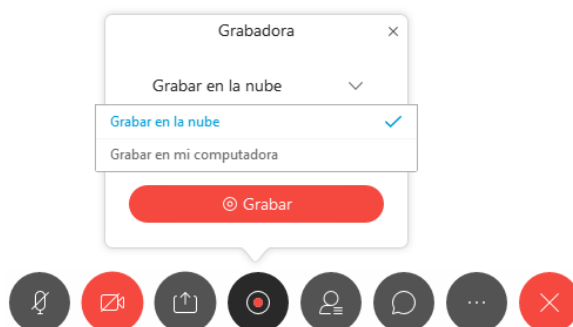 Grabadora
Grabar en la nube
Grabar en la nube
Grabar en mi computadora
Grabar